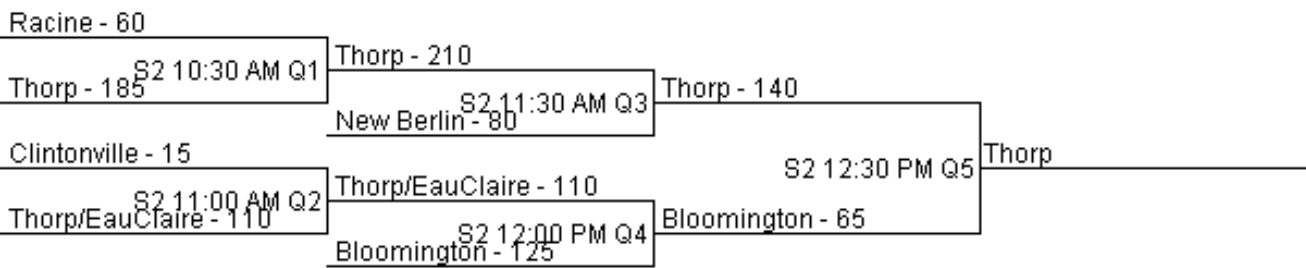 Racine - 60
Thorp - 210
S2 10:30 AM Q1
Thorp - 185
Thorp - 140
S2 11:30 AM Q3
New Berlin - 80
Clintonville - 15
Thorp
S2 12:30 PM Q5
Thorp/EauClaire - 110
S2 11:00 AM Q2
Thorp/EauClaire - 110
Bloomington - 65
S2 12:00 PM Q4
Bloomington - 125